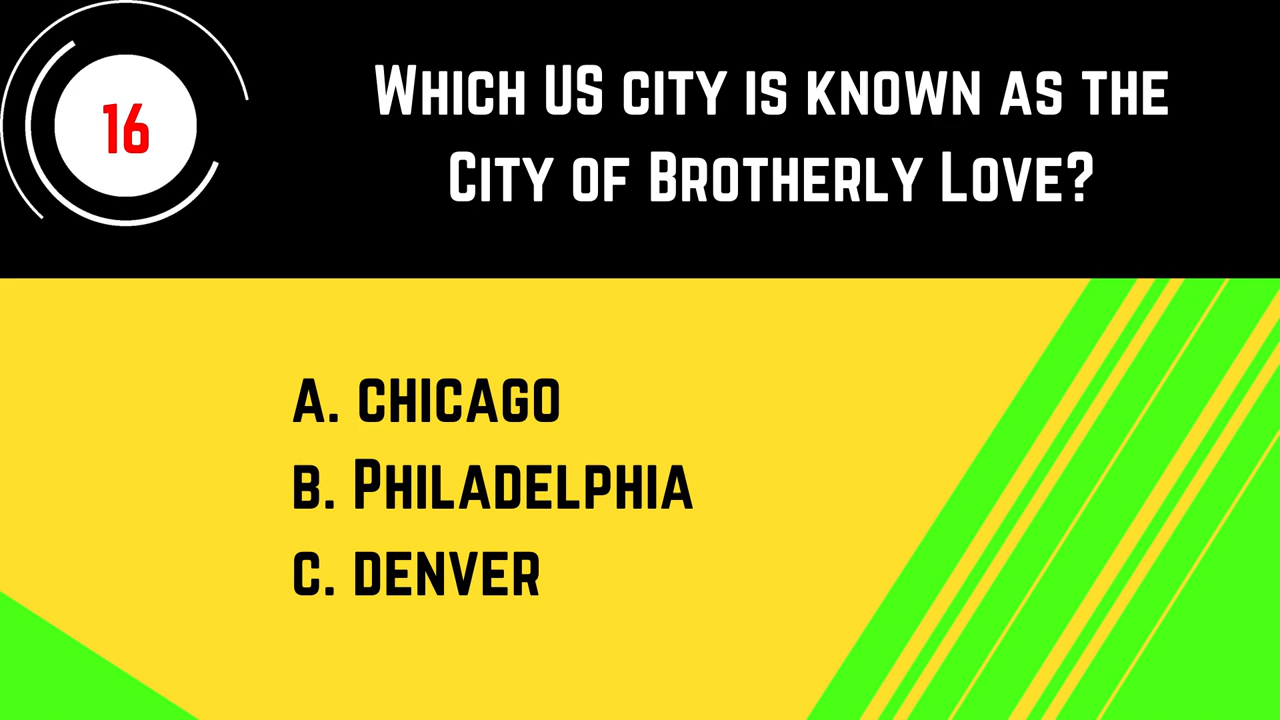 16
Which US city is known as the
City of Brotherly Love?
A. chicago
B. Philadelphia
C. Denver